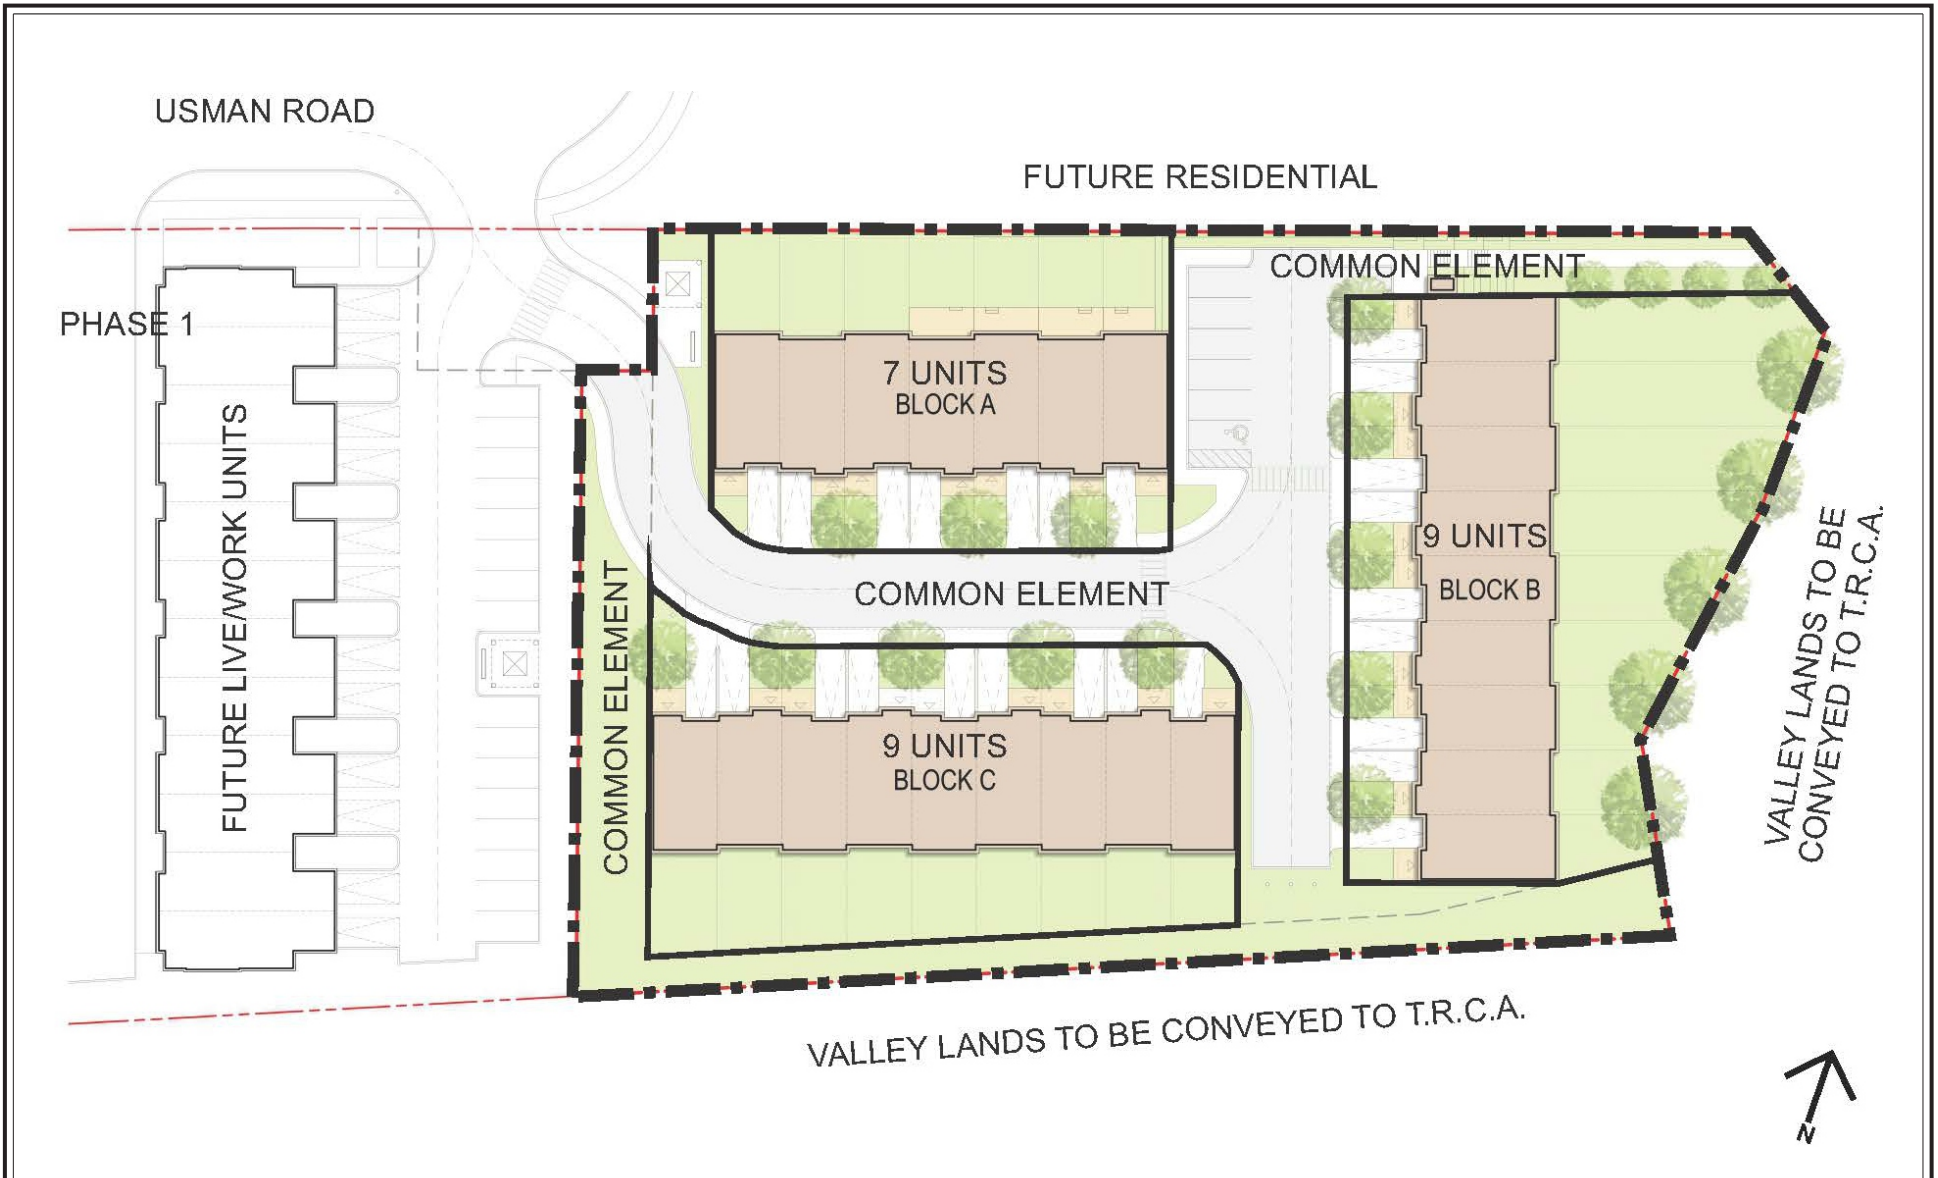 USMAN ROAD
FUTURE RESIDENTIAL
COMMON ELEMENT
PHASE 1
7 UNITS
BLOCK A
FUTURE LIVE/WORK UNITS
9 UNITS
BLOCK B
COMMON ELEMENT
COMMON ELEMENT
9 UNITS
BLOCK C
VALLEY LANDS TO BE
CONVEYED TO T.R.C.A.
VALLEY LANDS TO BE CONVEYED TO T.R.C.A.
N